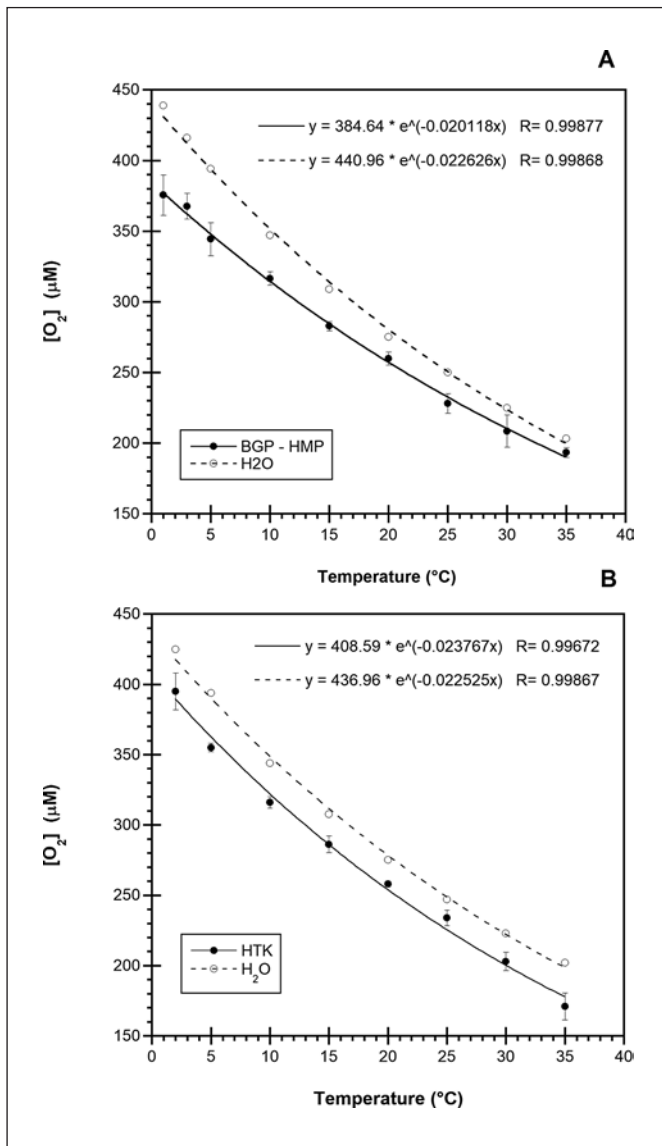 A
450
400
350
300
250
200
150
[O2] (μM)
y = 384.64 * e^(-0.020118x) R= 0.99877
y = 440.96 * e^(-0.022626x) R= 0.99868
BGP - HMP
H2O
0 5 10 15 20 25 30 35 40
Temperature (°C)
B
450
400
350
300
250
200
150
[O2] (μM)
y = 408.59 * e^(-0.023767x) R= 0.99672
y = 436.96 * e^(-0.022525x) R= 0.99867
HTK
H2O
0 5 10 15 20 25 30 35 40
Temperature (°C)